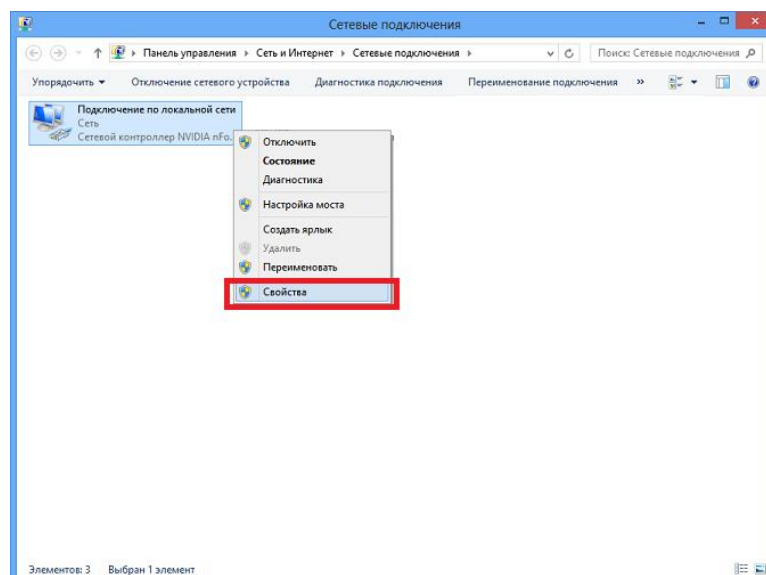 Сетевые подключения
Панель управления Сеть и Интернет Сетевые подключения Поиск: Сетевые подключения
Упорядочить Отключение сетевого устройства Диагностика подключения Переименование подключения »
Подключение по локальной сети
Сеть
Сетевой контроллер NVIDIA nFo
Отключить
Состояние
Диагностика
Настройка моста
Создать ярлык
Удалить
Переименовать
Свойства
Элементов: 3 Выбран 1 элемент